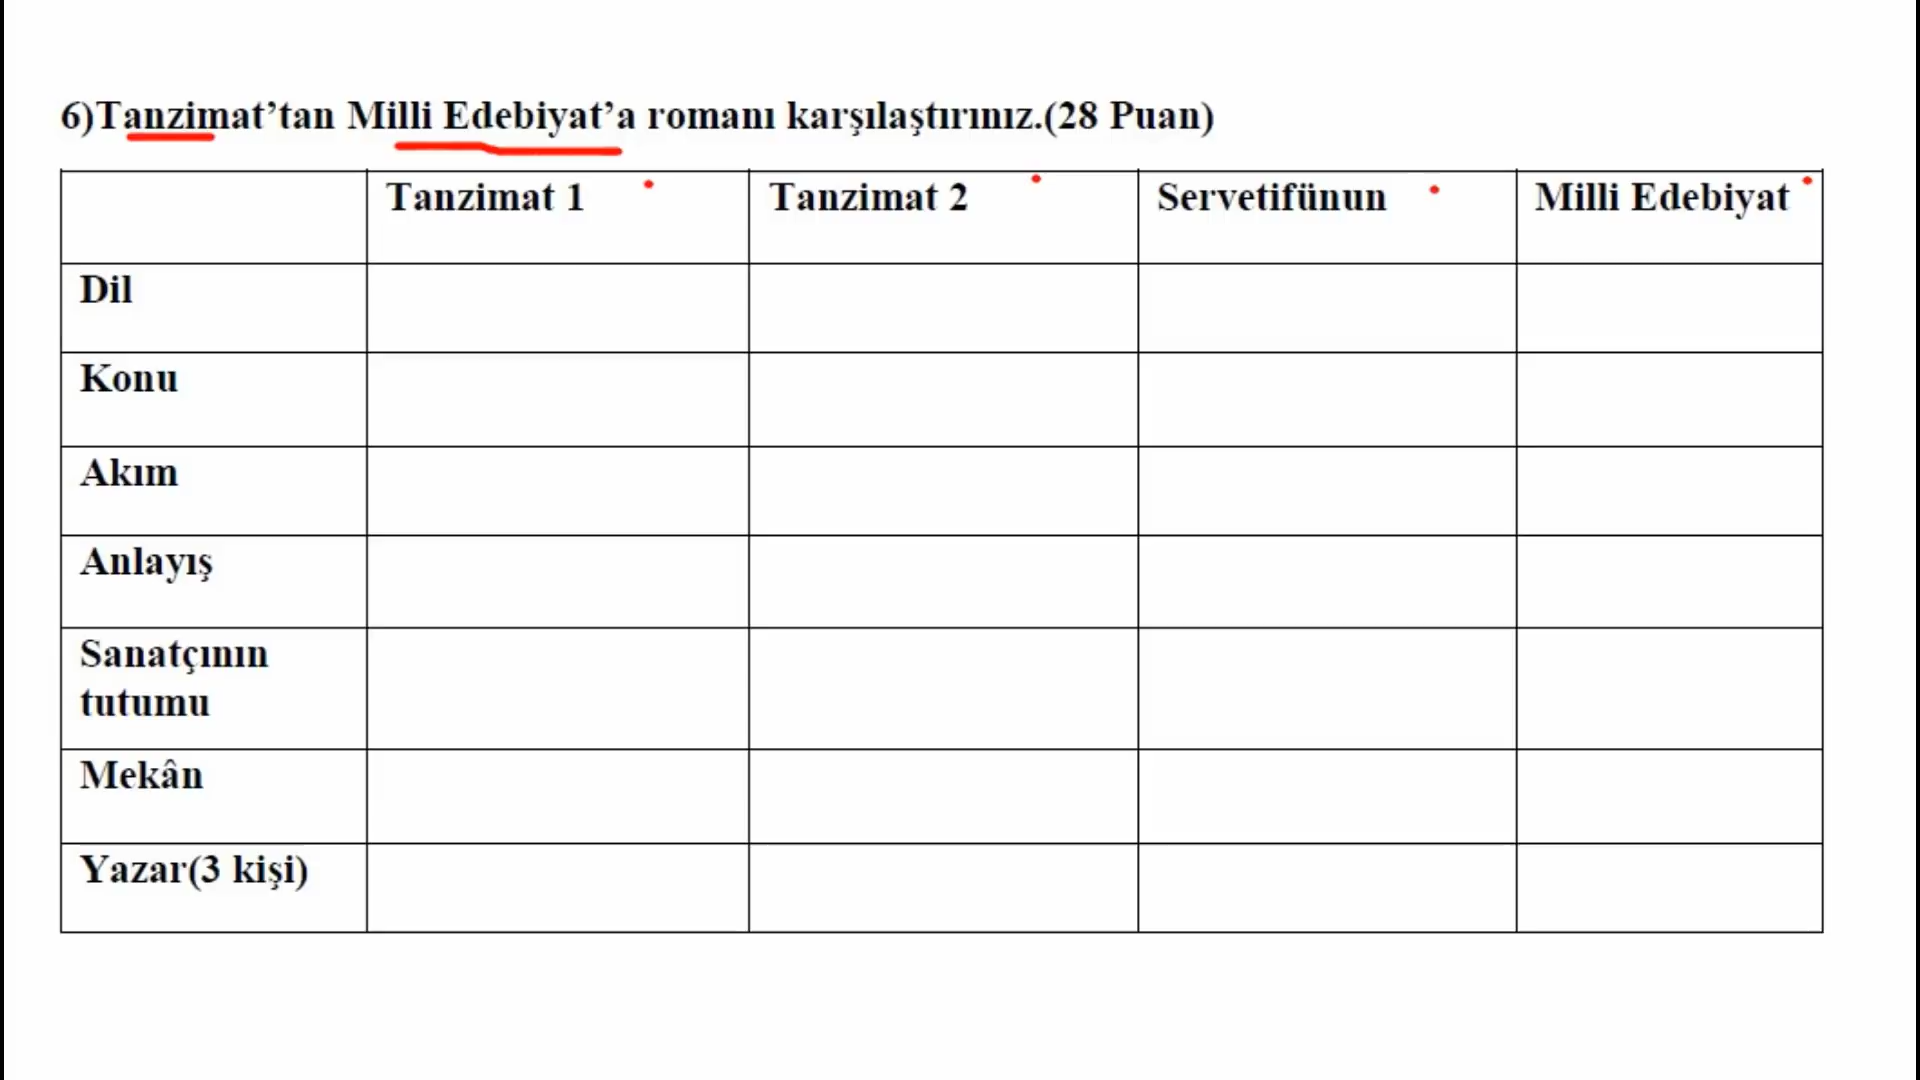 6)Tanzimat’tan Milli Edebiyat’a romanı karşılaştırınız.(28 Puan)
Tanzimat 1 Tanzimat 2 Servetifünun Milli Edebiyat
Dil
Konu
Akım
Anlayış
Sanatçının
tutumu
Mekân
Yazar(3 kişi)